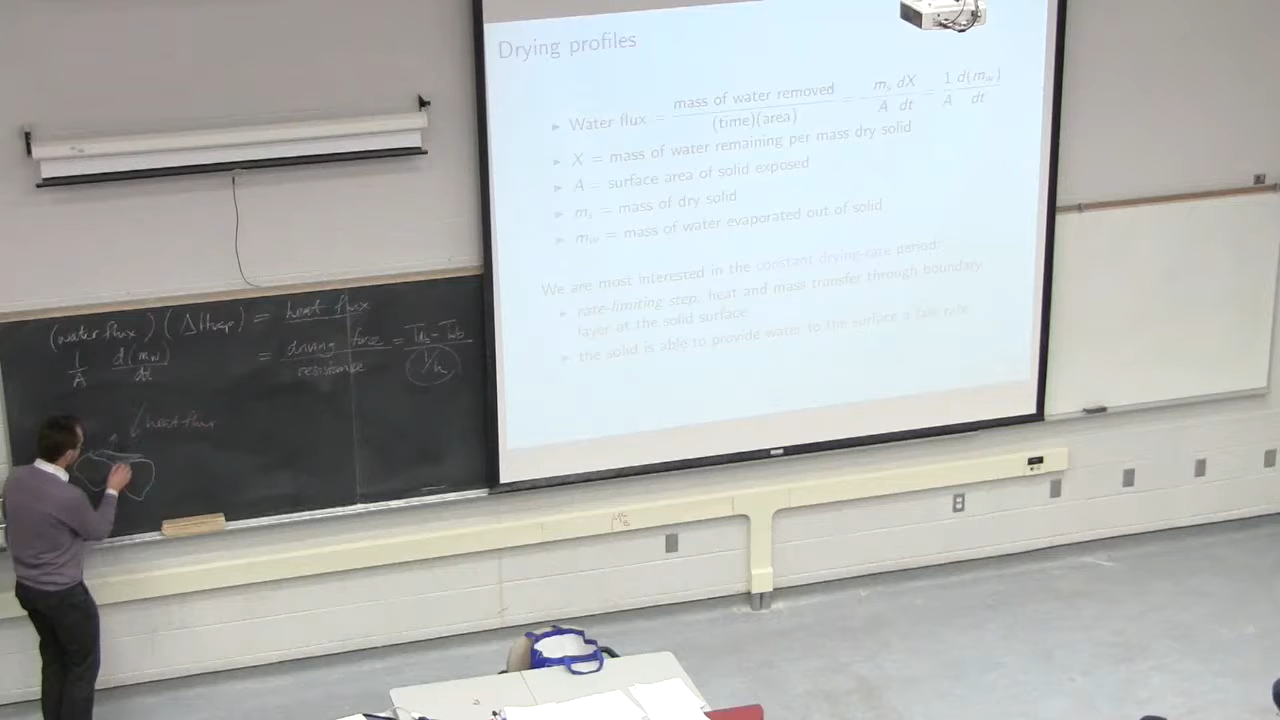 Drying profiles
▸ Water flux = mass of water removed / (time)(area) = − m_s/A dX/dt = 1/A d(m_w)/dt
▸ X = mass of water remaining per mass dry solid
▸ A = surface area of solid exposed
▸ m_s = mass of dry solid
▸ m_w = mass of water evaporated out of solid
We are most interested in the constant drying-rate period:
▸ rate-limiting step: heat and mass transfer through boundary
layer at the solid surface
▸ the solid is able to provide water to the surface a fast rate
(water flux) (ΔHvap) = heat flux
1/A d(mw)/dt
= driving force / resistance = Tdb − Twb / (1/h)
heat flux